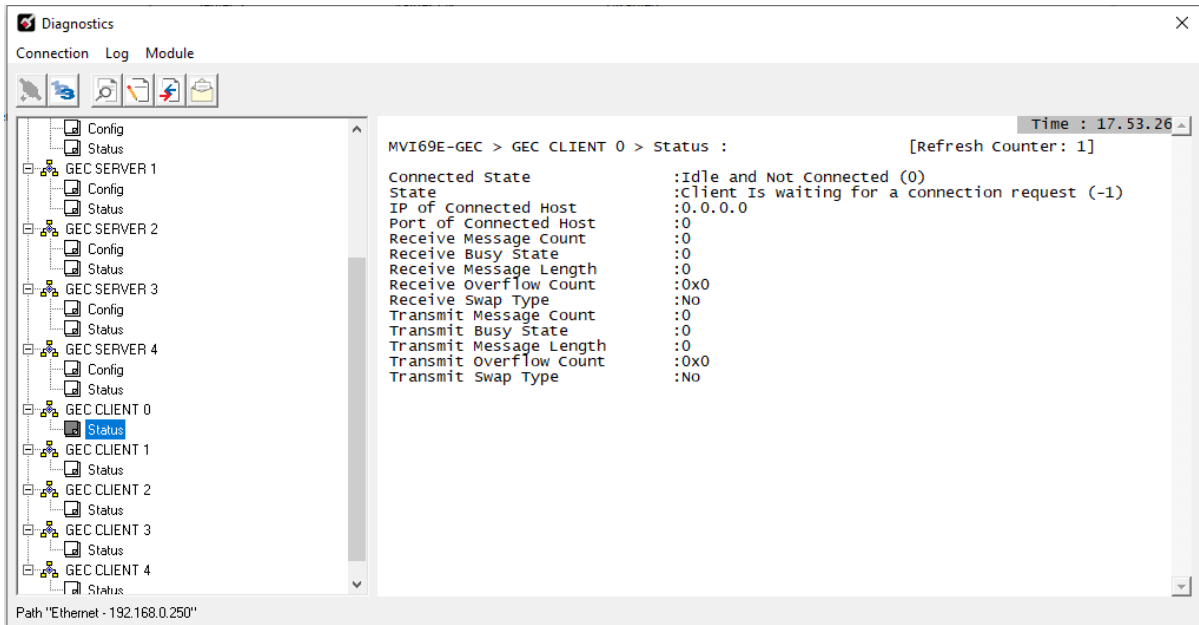 Diagnostics
Connection Log Module
Config
Status
GEC SERVER 1
Config
Status
GEC SERVER 2
Config
Status
GEC SERVER 3
Config
Status
GEC SERVER 4
Config
Status
GEC CLIENT 0
Status
GEC CLIENT 1
Status
GEC CLIENT 2
Status
GEC CLIENT 3
Status
GEC CLIENT 4
Status
Time : 17.53.26
MVI69E-GEC > GEC CLIENT 0 > Status : [Refresh Counter: 1]
Connected State :Idle and Not Connected (0)
State :Client Is waiting for a connection request (-1)
IP of Connected Host :0.0.0.0
Port of Connected Host :0
Receive Message Count :0
Receive Busy State :0
Receive Message Length :0
Receive Overflow Count :0x0
Receive Swap Type :No
Transmit Message Count :0
Transmit Busy State :0
Transmit Message Length :0
Transmit Overflow Count :0x0
Transmit Swap Type :No
Path "Ethernet - 192.168.0.250"